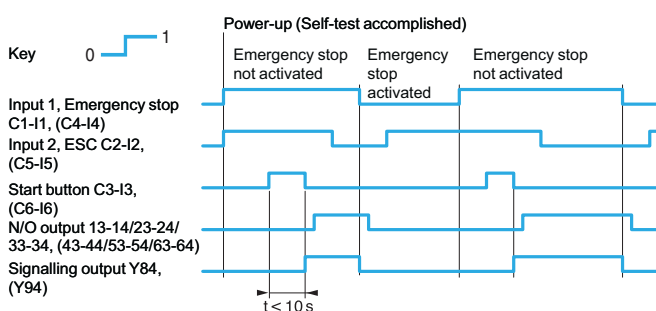 Power-up (Self-test accomplished)
Key
0
1
Emergency stop
not activated
Emergency
stop
activated
Emergency stop
not activated
Input 1, Emergency stop
C1-I1, (C4-I4)
Input 2, ESC C2-I2,
(C5-I5)
Start button C3-I3,
(C6-I6)
N/O output 13-14/23-24/
33-34, (43-44/53-54/63-64)
Signalling output Y84,
(Y94)
t < 10 s